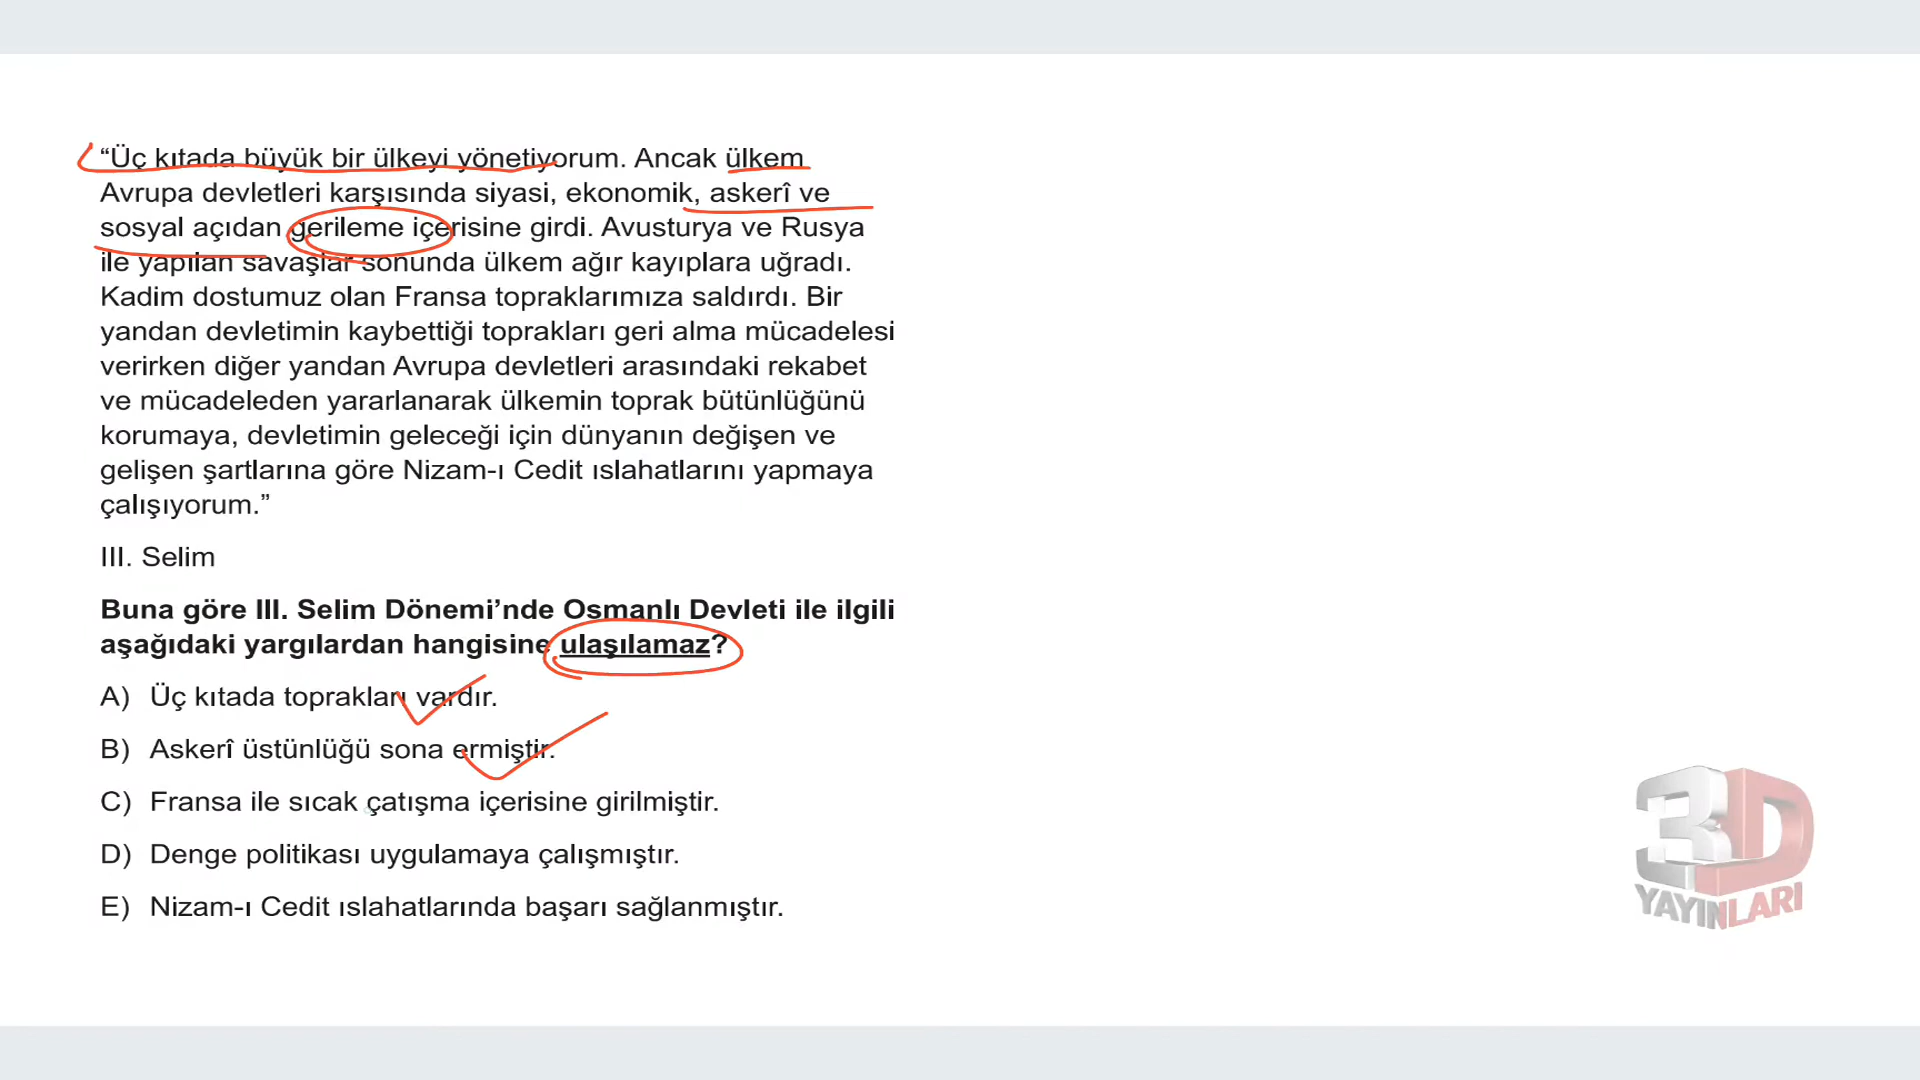 “Üç kıtada büyük bir ülkeyi yönetiyorum. Ancak ülkem
Avrupa devletleri karşısında siyasi, ekonomik, askerî ve
sosyal açıdan gerileme içerisine girdi. Avusturya ve Rusya
ile yapılan savaşlar sonunda ülkem ağır kayıplara uğradı.
Kadim dostumuz olan Fransa topraklarımıza saldırdı. Bir
yandan devletimin kaybettiği toprakları geri alma mücadelesi
verirken diğer yandan Avrupa devletleri arasındaki rekabet
ve mücadeleden yararlanarak ülkemin toprak bütünlüğünü
korumaya, devletimin geleceği için dünyanın değişen ve
gelişen şartlarına göre Nizam-ı Cedit ıslahatlarını yapmaya
çalışıyorum.”
III. Selim
Buna göre III. Selim Dönemi’nde Osmanlı Devleti ile ilgili
aşağıdaki yargılardan hangisine ulaşılamaz?
A) Üç kıtada toprakları vardır.
B) Askerî üstünlüğü sona ermiştir.
C) Fransa ile sıcak çatışma içerisine girilmiştir.
D) Denge politikası uygulamaya çalışmıştır.
E) Nizam-ı Cedit ıslahatlarında başarı sağlanmıştır.
3D
YAYINLARI